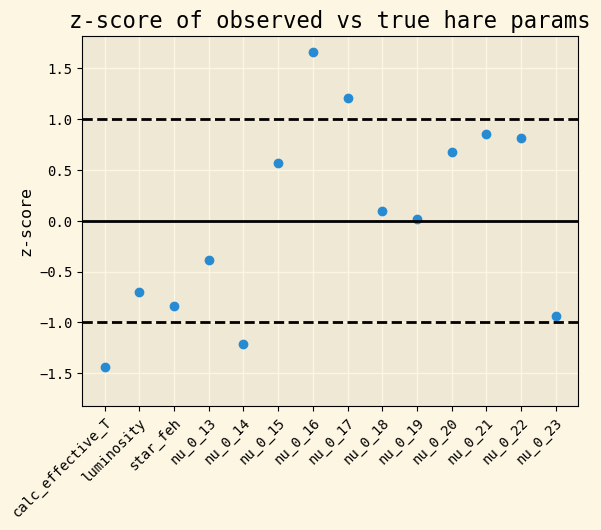 z-score of observed vs true hare params
z-score
1.5
1.0
0.5
0.0
−0.5
−1.0
−1.5
calc_effective_T
luminosity
star_feh
nu_0_13
nu_0_14
nu_0_15
nu_0_16
nu_0_17
nu_0_18
nu_0_19
nu_0_20
nu_0_21
nu_0_22
nu_0_23